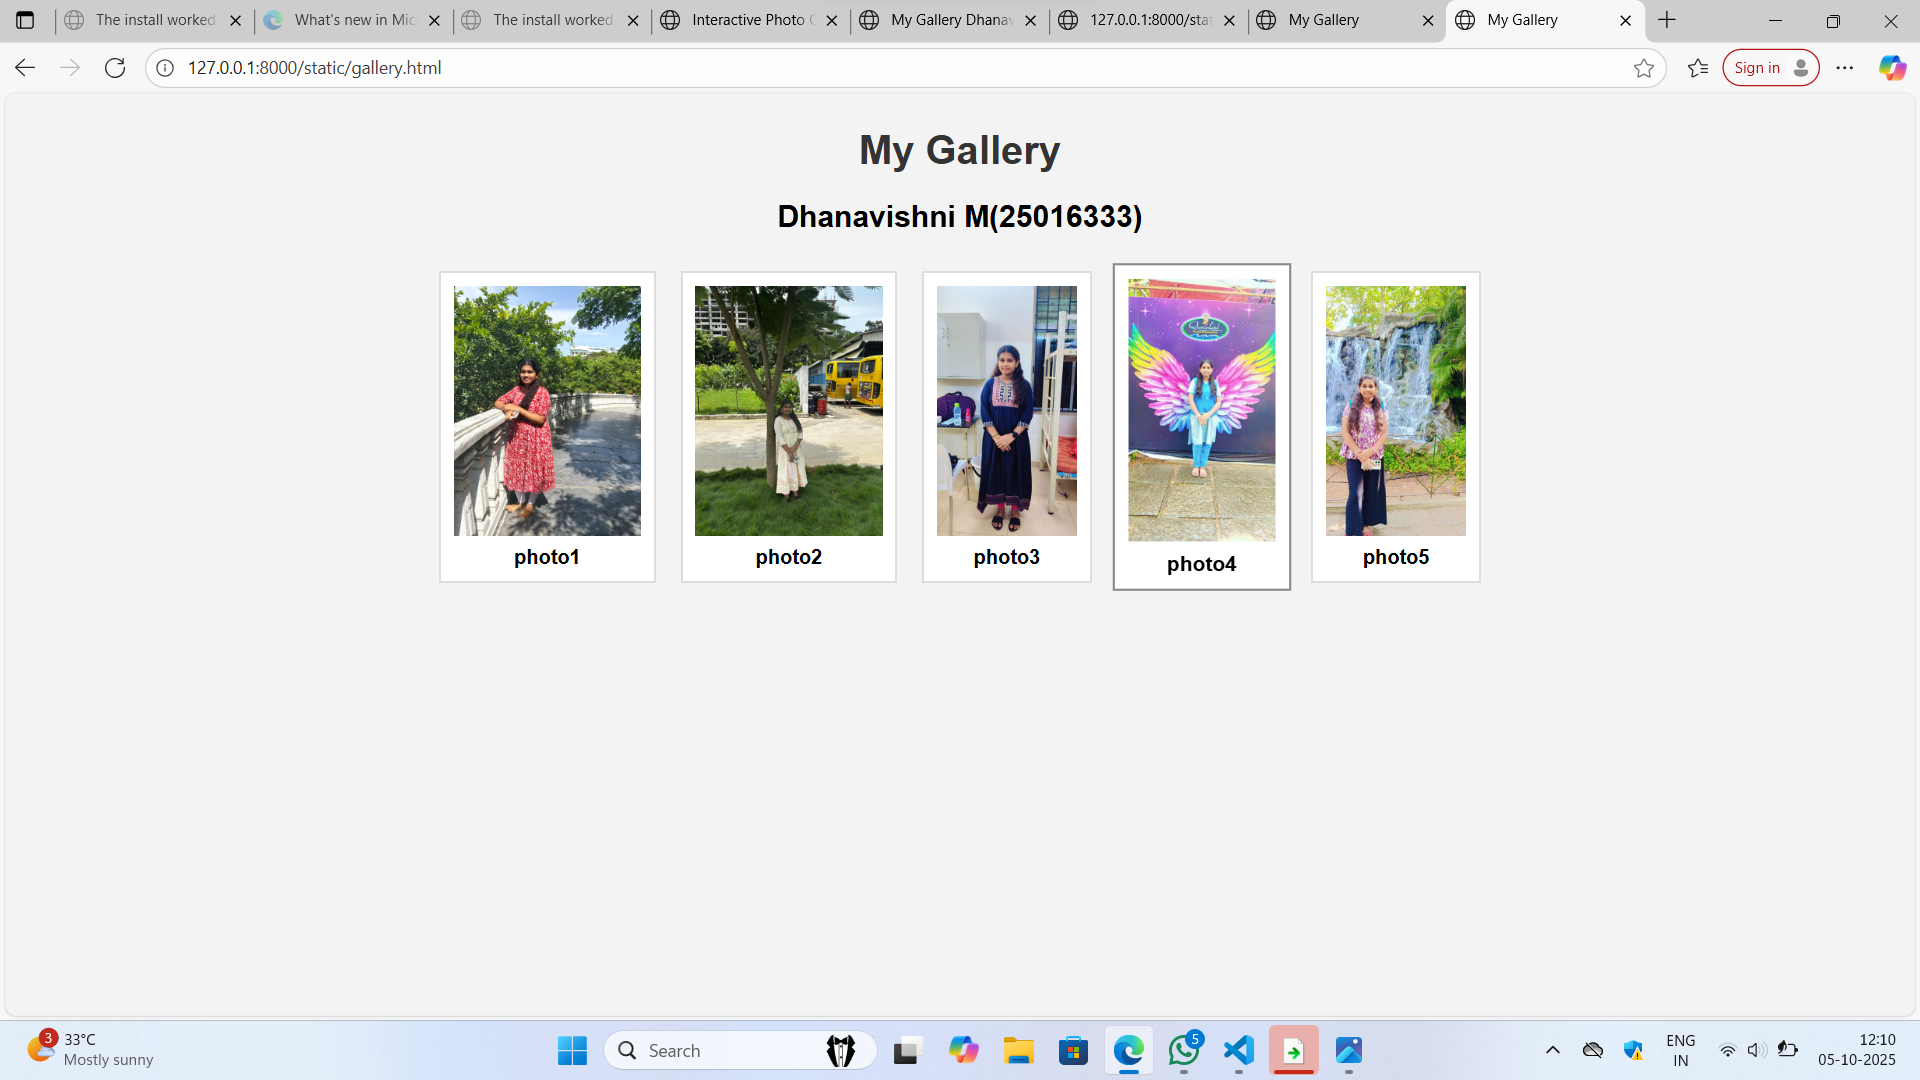 The install worked
What's new in Mic
The install worked
Interactive Photo
My Gallery Dhanav
127.0.0.1:8000/stat
My Gallery
My Gallery
127.0.0.1:8000/static/gallery.html
Sign in
My Gallery
Dhanavishni M(25016333)
photo1
photo2
photo3
photo4
photo5
3
33°C
Mostly sunny
Search
5
ENG
IN
12:10
05-10-2025